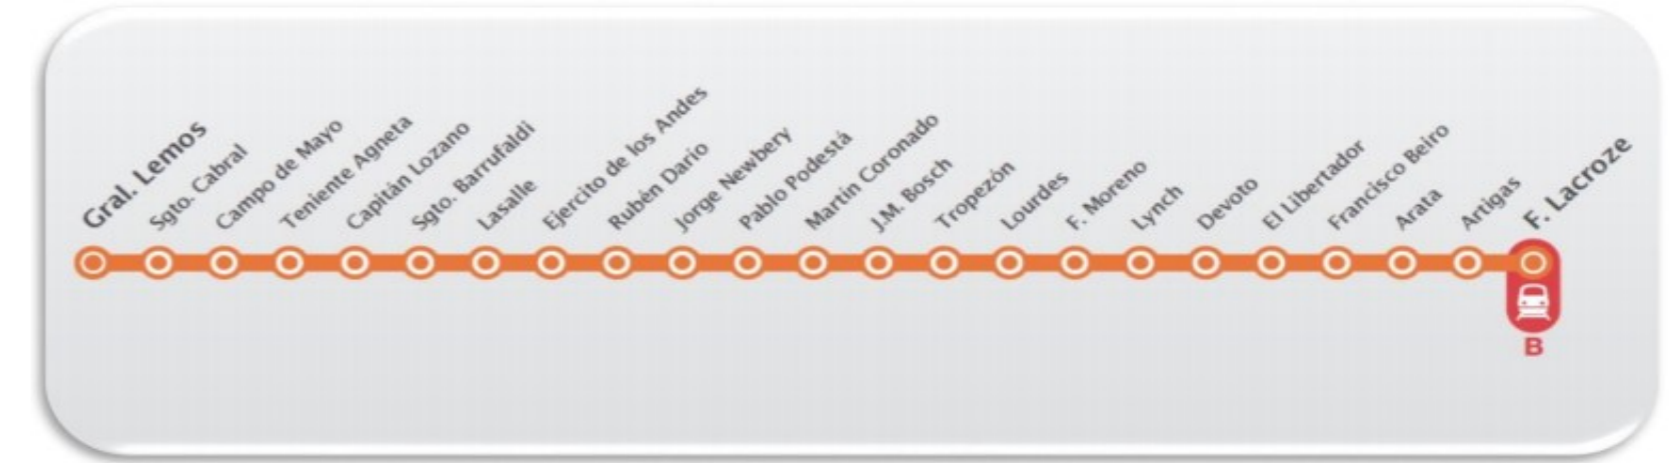 Gral. Lemos
Sgto. Cabral
Campo de Mayo
Teniente Agneta
Capitán Lozano
Sgto. Barrufaldi
Lasalle
Ejercito de los Andes
Rubén Darío
Jorge Newbery
Pablo Podestá
Martín Coronado
J.M. Bosch
Tropezón
Lourdes
F. Moreno
Lynch
Devoto
El Libertador
Francisco Beiro
Arata
Artigas
F. Lacroze
B